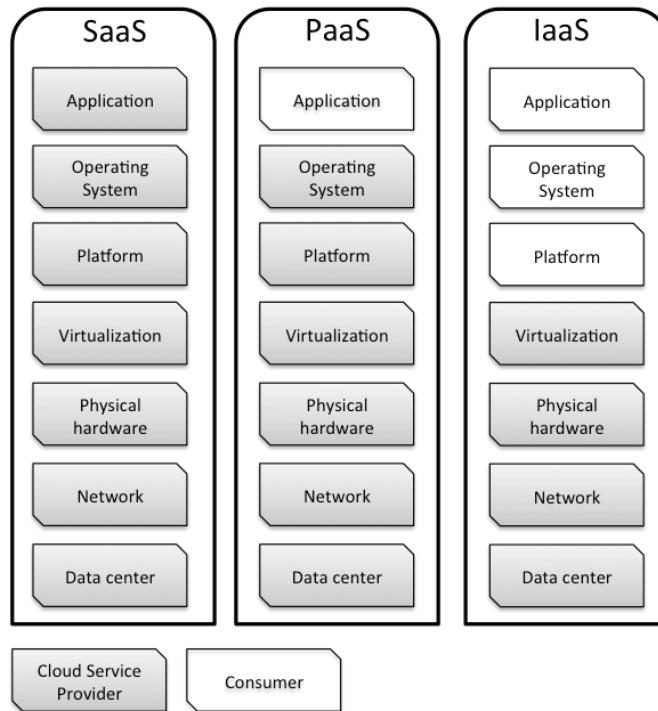 SaaS
Application
Operating
System
Platform
Virtualization
Physical
hardware
Network
Data center
PaaS
Application
Operating
System
Platform
Virtualization
Physical
hardware
Network
Data center
IaaS
Application
Operating
System
Platform
Virtualization
Physical
hardware
Network
Data center
Cloud Service
Provider
Consumer